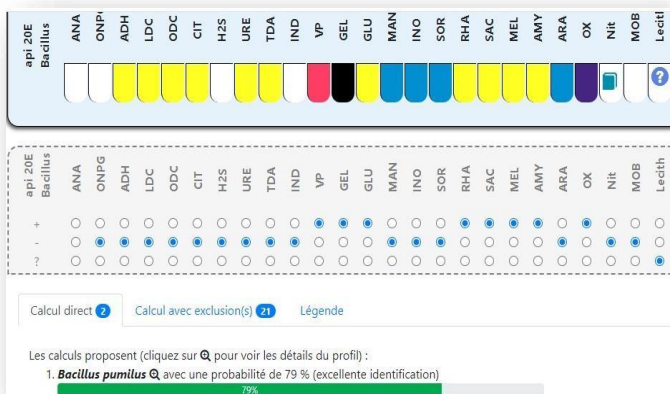 api 20E Bacillus ANA ONPG ADH LDC ODC CIT H2S URE TDA IND VP GEL GLU MAN INO SOR RHA SAC MEL AMY ARA OX Nit MOB Lecith
?
api 20E Bacillus ANA ONPG ADH LDC ODC CIT H2S URE TDA IND VP GEL GLU MAN INO SOR RHA SAC MEL AMY ARA OX Nit MOB Lecith
+
-
?
Calcul direct 2 Calcul avec exclusion(s) 21 Légende
Les calculs proposent (cliquez sur pour voir les détails du profil) :
1. Bacillus pumilus avec une probabilité de 79 % (excellente identification)
79%